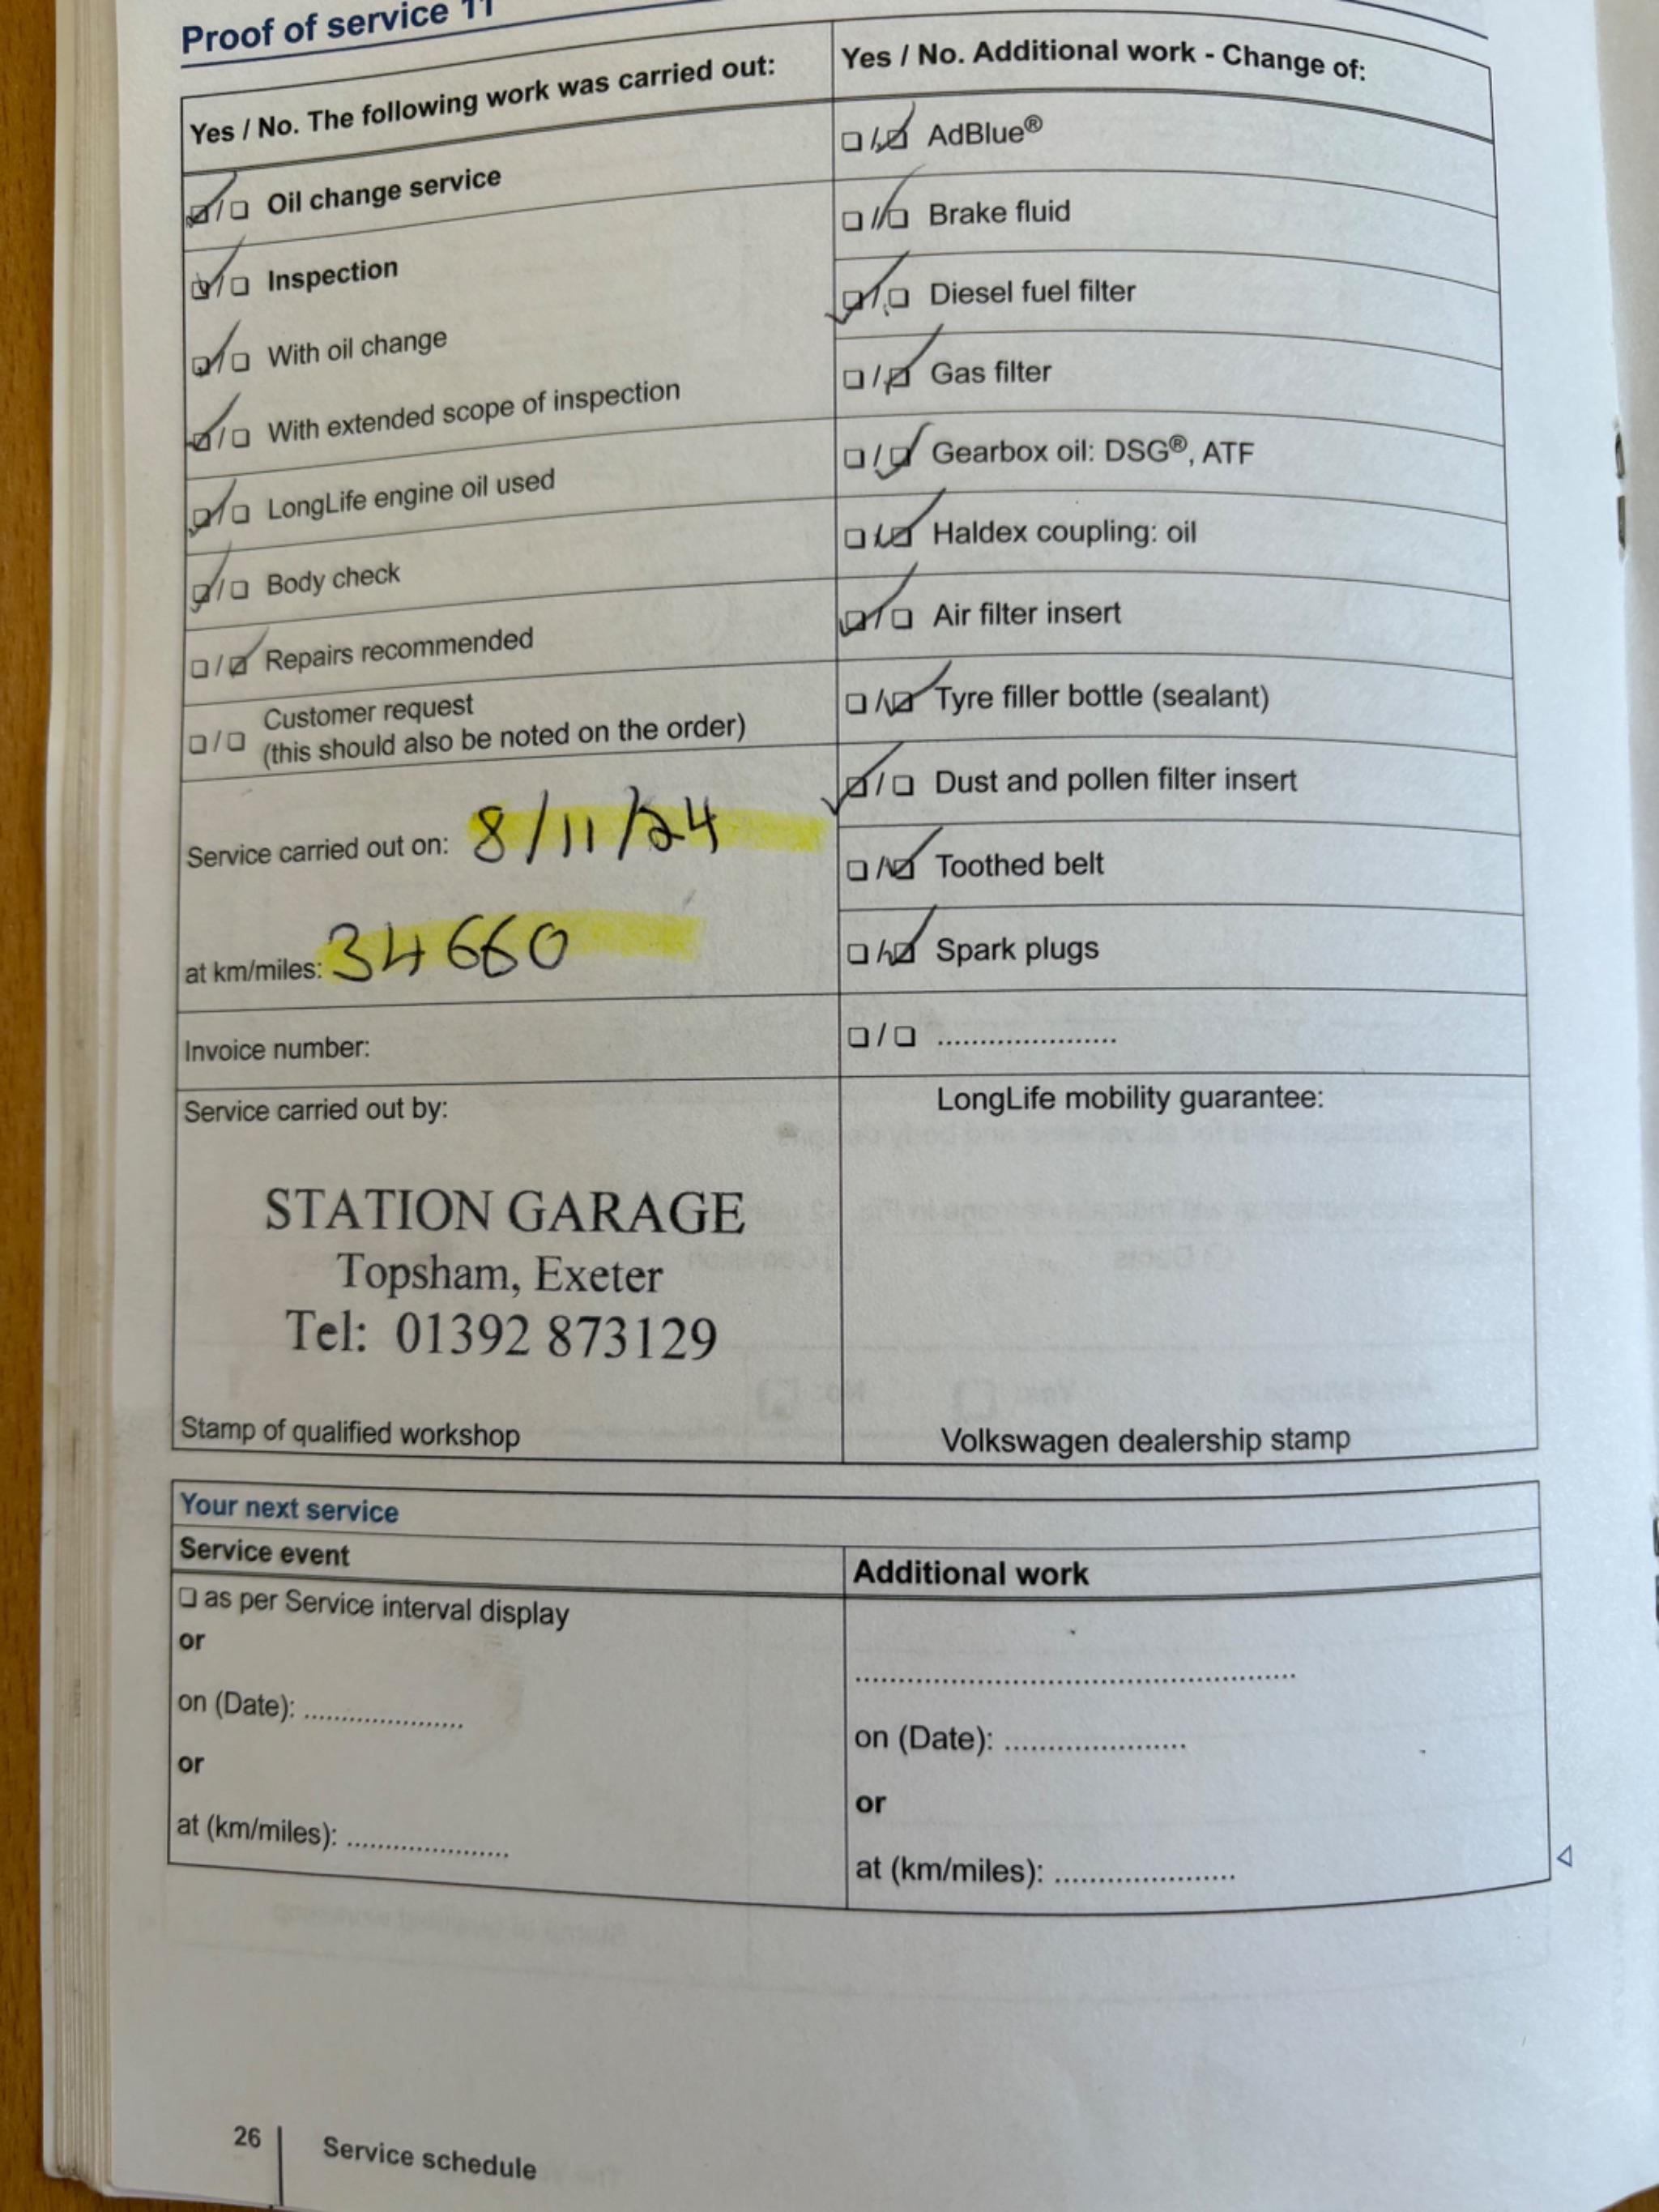 Proof of service 11
Yes / No. The following work was carried out:
☑/☐ Oil change service
☑/☐ Inspection
☑/☐ With oil change
☑/☐ With extended scope of inspection
☑/☐ LongLife engine oil used
☑/☐ Body check
☐/☑ Repairs recommended
☐/☐ Customer request
(this should also be noted on the order)
Service carried out on: 8/11/24
at km/miles: 34660
Invoice number:
Service carried out by:
STATION GARAGE
Topsham, Exeter
Tel: 01392 873129
Stamp of qualified workshop
Yes / No. Additional work - Change of:
☐/☑ AdBlue®
☐/☑ Brake fluid
☑/☐ Diesel fuel filter
☐/☑ Gas filter
☐/☑ Gearbox oil: DSG®, ATF
☐/☑ Haldex coupling: oil
☑/☐ Air filter insert
☐/☑ Tyre filler bottle (sealant)
☑/☐ Dust and pollen filter insert
☐/☑ Toothed belt
☐/☑ Spark plugs
☐/☐ .....................
LongLife mobility guarantee:
Volkswagen dealership stamp
Your next service
Service event
☐ as per Service interval display
or
on (Date): .....................
or
at (km/miles): .....................
Additional work
.....................................................
on (Date): .....................
or
at (km/miles): .....................
26
Service schedule